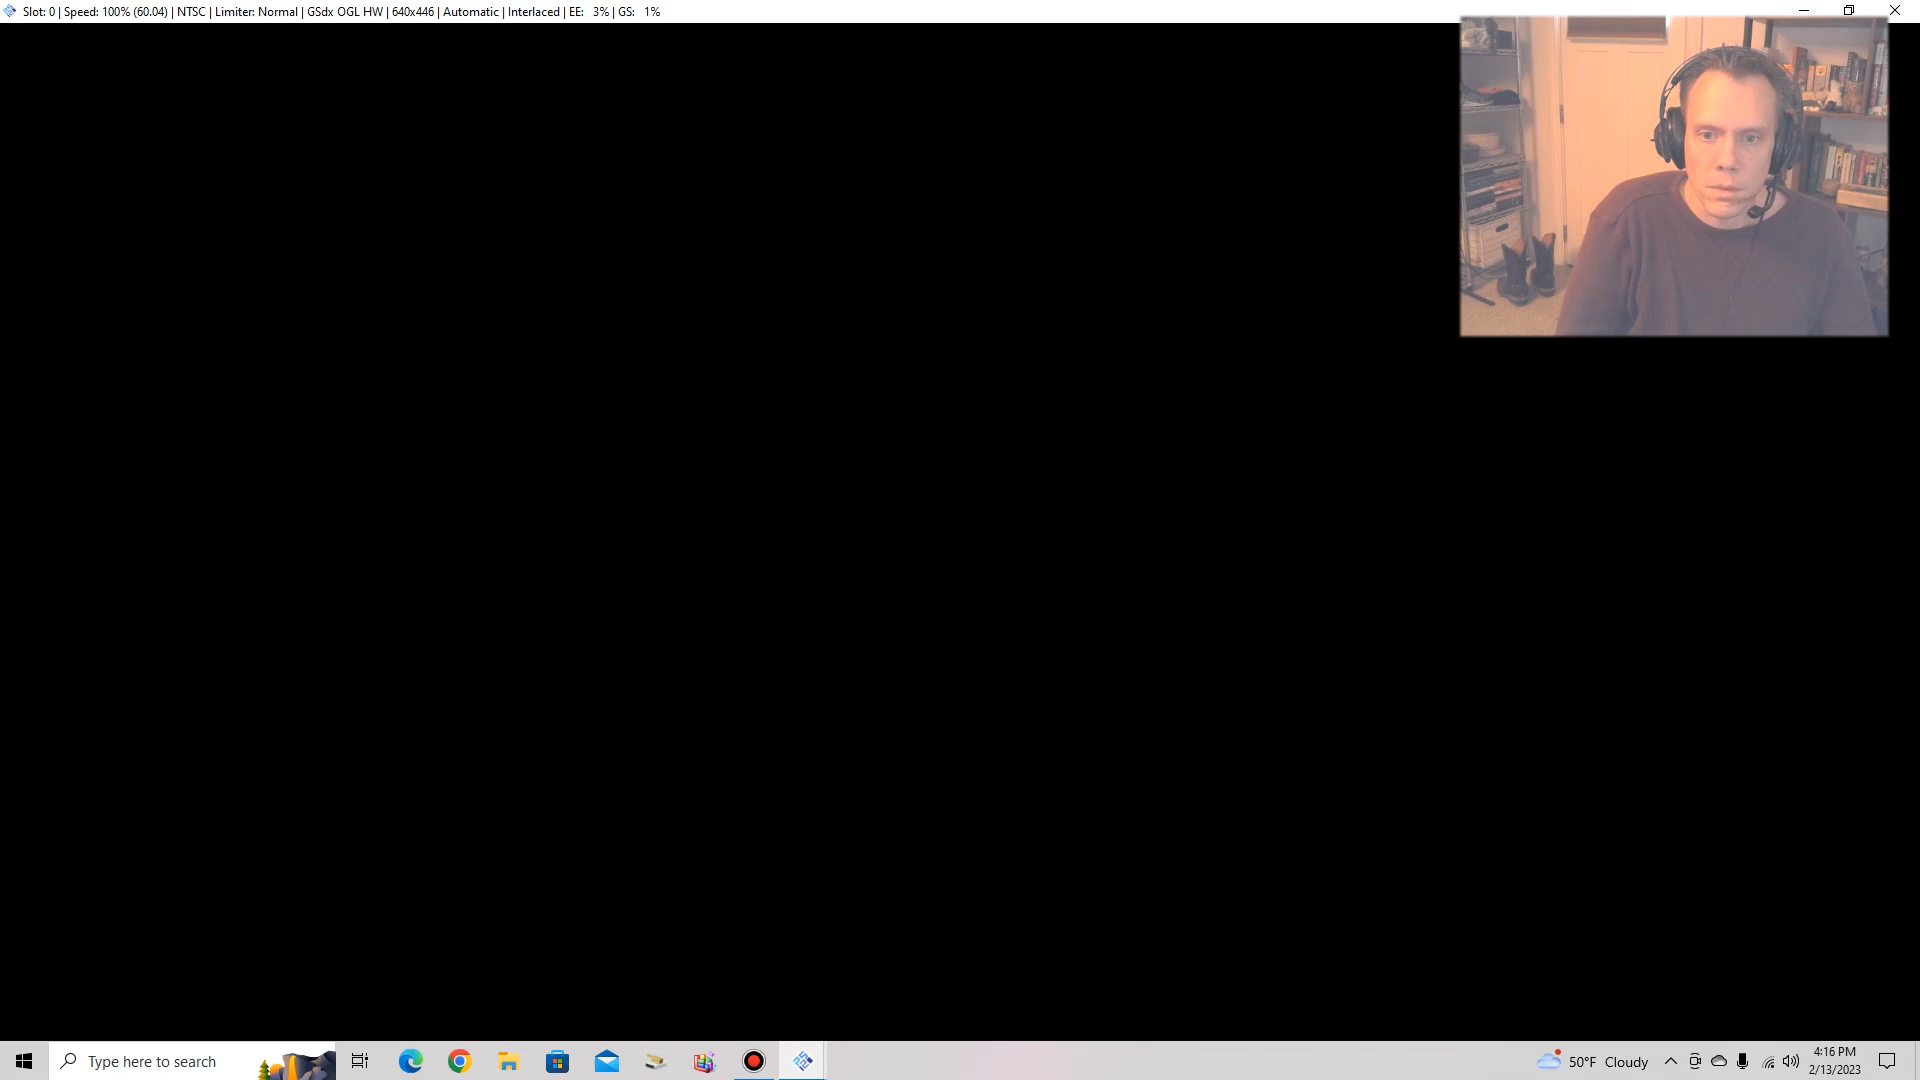 Slot: 0 | Speed: 100% (60.04) | NTSC | Limiter: Normal | GSdx OGL HW | 640x446 | Automatic | Interlaced | EE: 3% | GS: 1%
Type here to search
50°F Cloudy
4:16 PM
2/13/2023